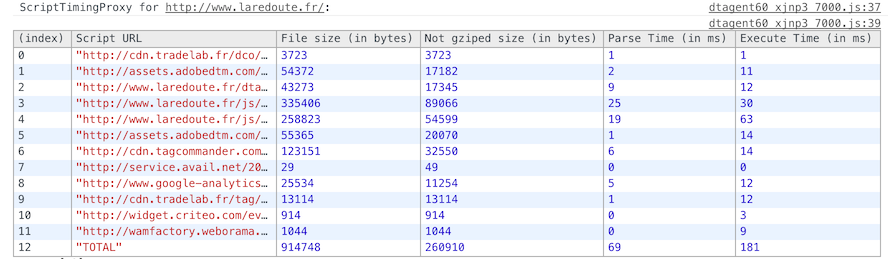 ScriptTimingProxy for http://www.laredoute.fr/: dtagent60 xjnp3 7000.js:37
dtagent60 xjnp3 7000.js:39
(index) Script URL File size (in bytes) Not gziped size (in bytes) Parse Time (in ms) Execute Time (in ms)
0 "http://cdn.tradelab.fr/dco/… 3723 3723 1 1
1 "http://assets.adobedtm.com/… 54372 17182 2 11
2 "http://www.laredoute.fr/dta… 43273 17345 9 12
3 "http://www.laredoute.fr/js/… 335406 89066 25 30
4 "http://www.laredoute.fr/js/… 258823 54599 19 63
5 "http://assets.adobedtm.com/… 55365 20070 1 14
6 "http://cdn.tagcommander.com… 123151 32550 6 14
7 "http://service.avail.net/20… 29 49 0 0
8 "http://www.google-analytics… 25534 11254 5 12
9 "http://cdn.tradelab.fr/tag/… 13114 13114 1 12
10 "http://widget.criteo.com/ev… 914 914 0 3
11 "http://wamfactory.weborama.… 1044 1044 0 9
12 "TOTAL" 914748 260910 69 181